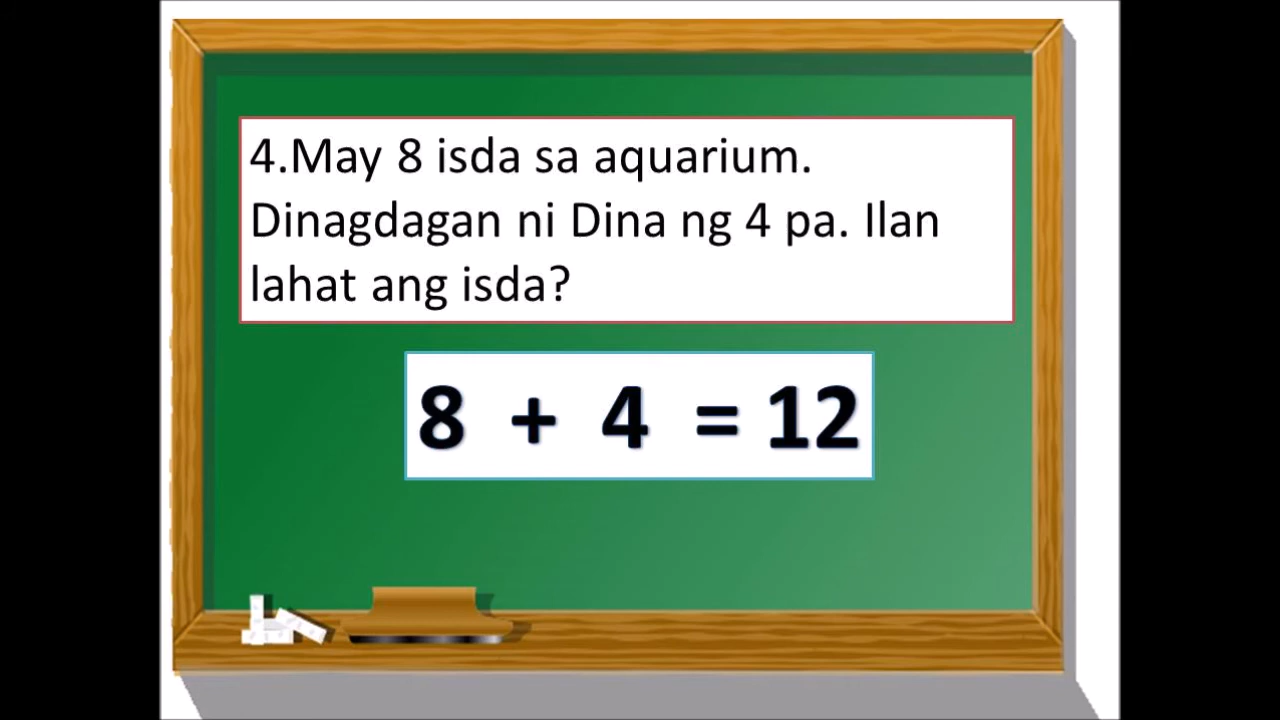 4.May 8 isda sa aquarium.
Dinagdagan ni Dina ng 4 pa. Ilan
lahat ang isda?
8 + 4 = 12